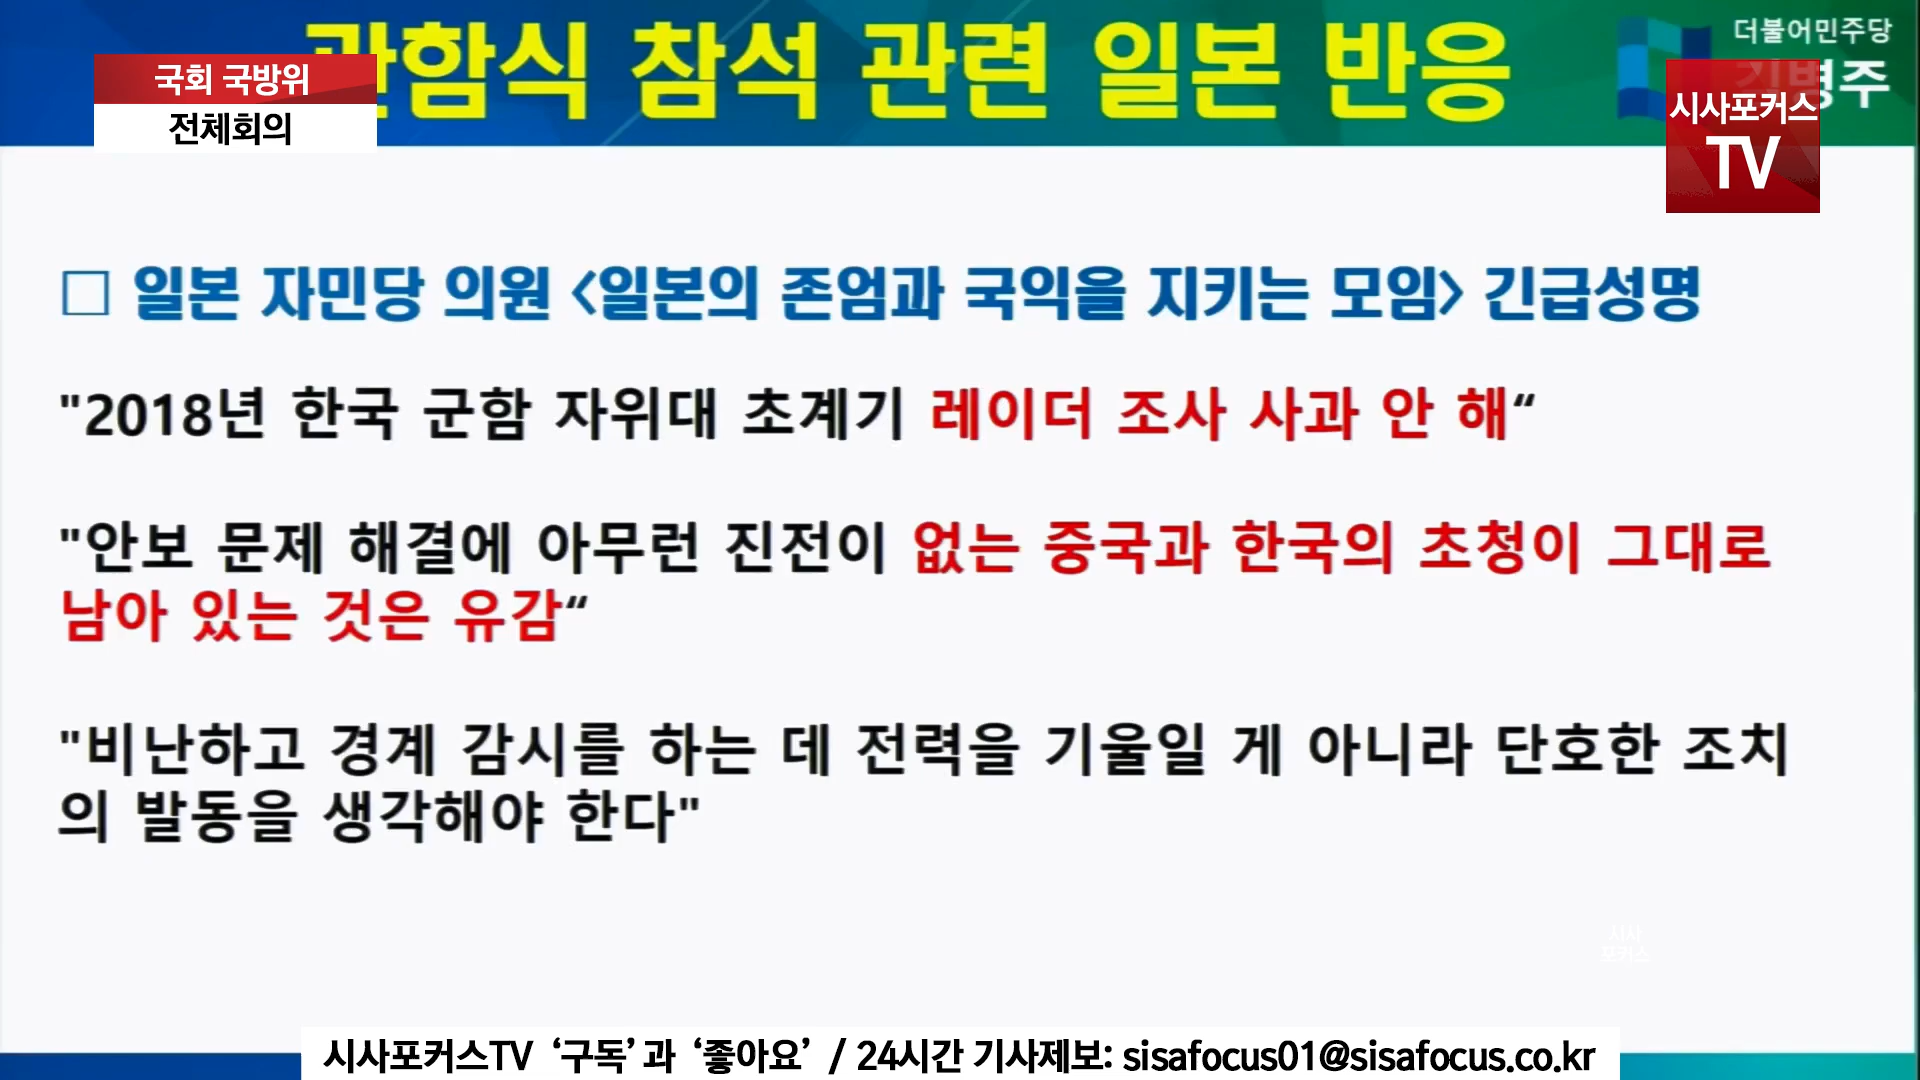 관함식 참석 관련 일본 반응
국회 국방위
전체회의
더불어민주당
김병주
시사포커스
TV
□ 일본 자민당 의원 <일본의 존엄과 국익을 지키는 모임> 긴급성명
"2018년 한국 군함 자위대 초계기 레이더 조사 사과 안 해“
"안보 문제 해결에 아무런 진전이 없는 중국과 한국의 초청이 그대로
남아 있는 것은 유감“
"비난하고 경계 감시를 하는 데 전력을 기울일 게 아니라 단호한 조치
의 발동을 생각해야 한다"
시사
포커스
시사포커스TV ‘구독’과 ‘좋아요’ / 24시간 기사제보: sisafocus01@sisafocus.co.kr